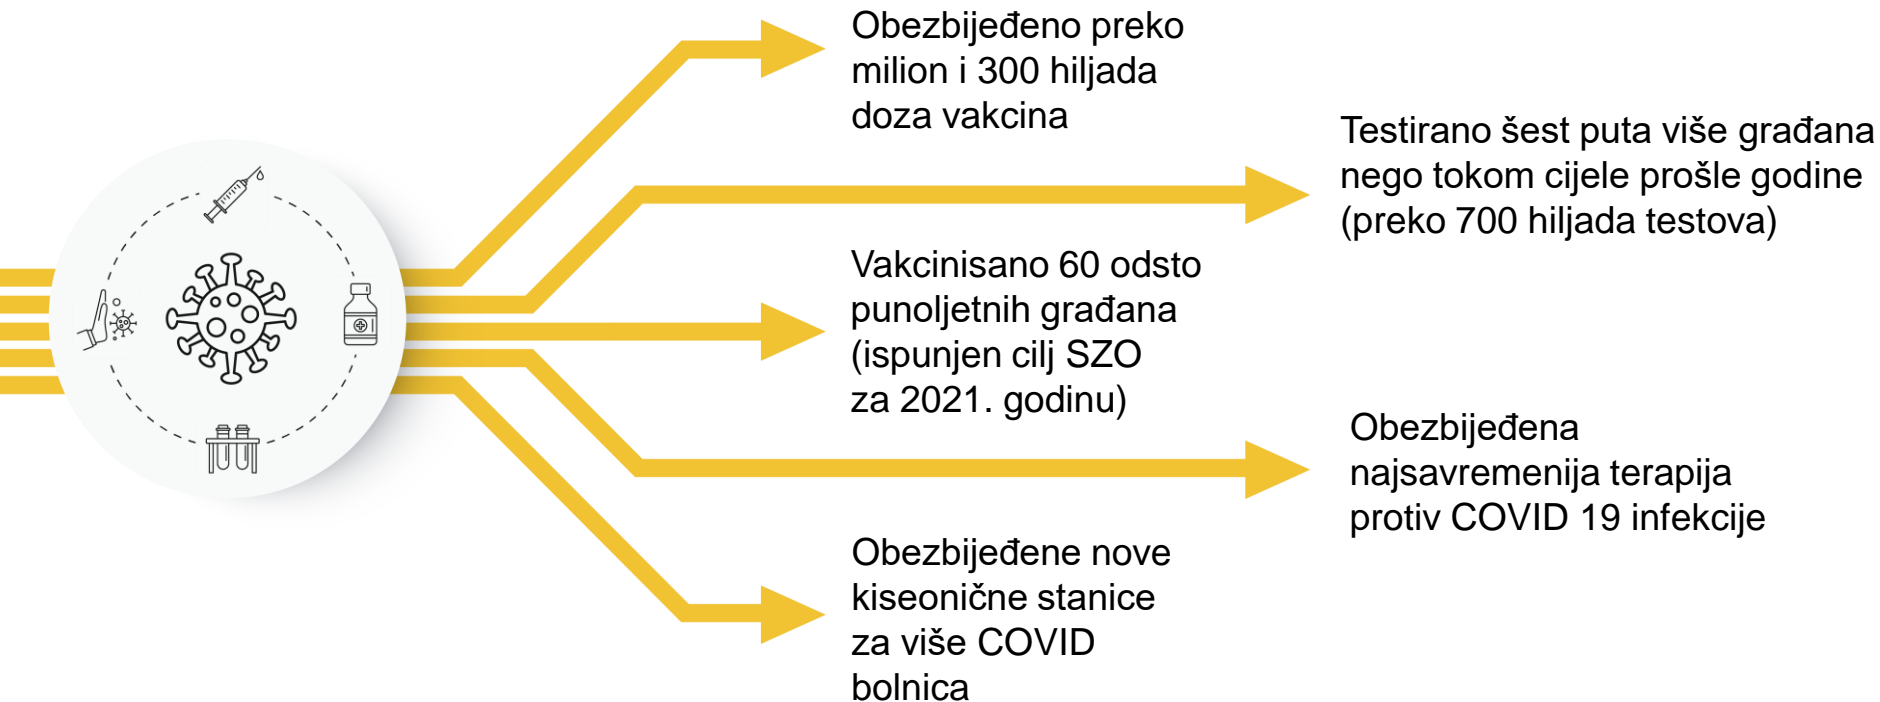 Obezbijeđeno preko
milion i 300 hiljada
doza vakcina
Testirano šest puta više građana
nego tokom cijele prošle godine
(preko 700 hiljada testova)
Vakcinisano 60 odsto
punoljetnih građana
(ispunjen cilj SZO
za 2021. godinu)
Obezbijeđena
najsavremenija terapija
protiv COVID 19 infekcije
Obezbijeđene nove
kiseonične stanice
za više COVID
bolnica